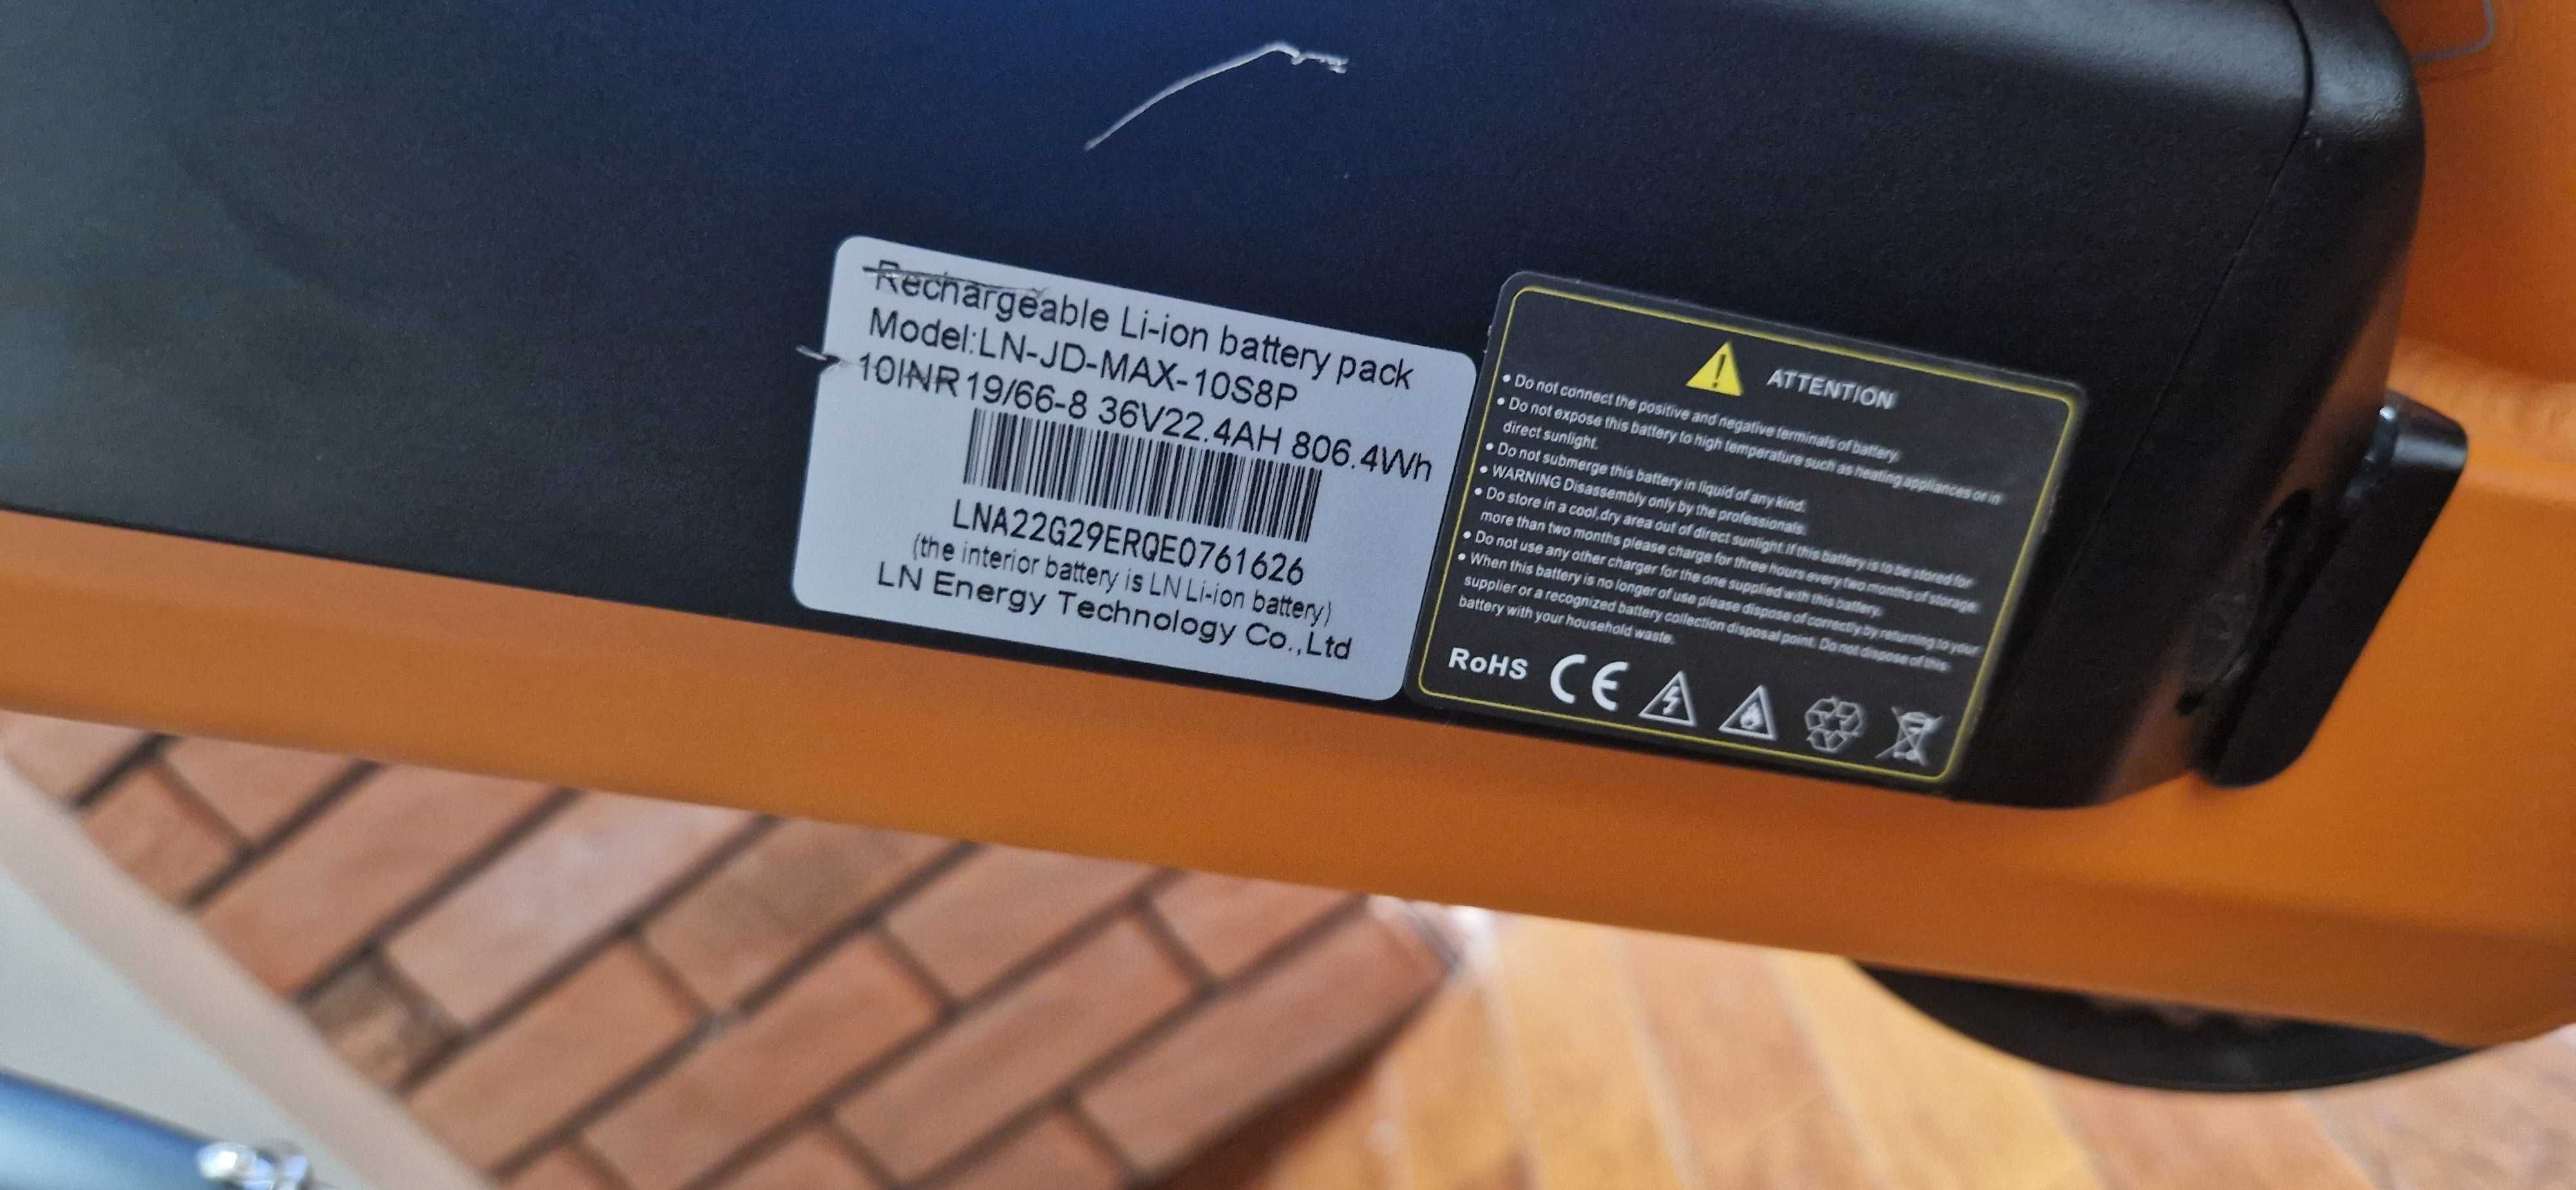 Rechargeable Li-ion battery pack
Model:LN-JD-MAX-10S8P
10INR19/66-8 36V22.4AH 806.4Wh
LNA22G29ERQE0761626
(the interior battery is LN Li-ion battery)
LN Energy Technology Co.,Ltd
ATTENTION
• Do not connect the positive and negative terminals of battery.
• Do not expose this battery to high temperature such as heating appliances or in
direct sunlight.
• Do not submerge this battery in liquid of any kind.
• WARNING Disassembly only by the professionals.
• Do store in a cool,dry area out of direct sunlight.If this battery is to be stored for
more than two months please charge for three hours every two months of storage.
• Do not use any other charger for the one supplied with this battery.
• When this battery is no longer of use please dispose of correctly by returning to your
supplier or a recognized battery collection disposal point. Do not dispose of this
battery with your household waste.
RoHS CE